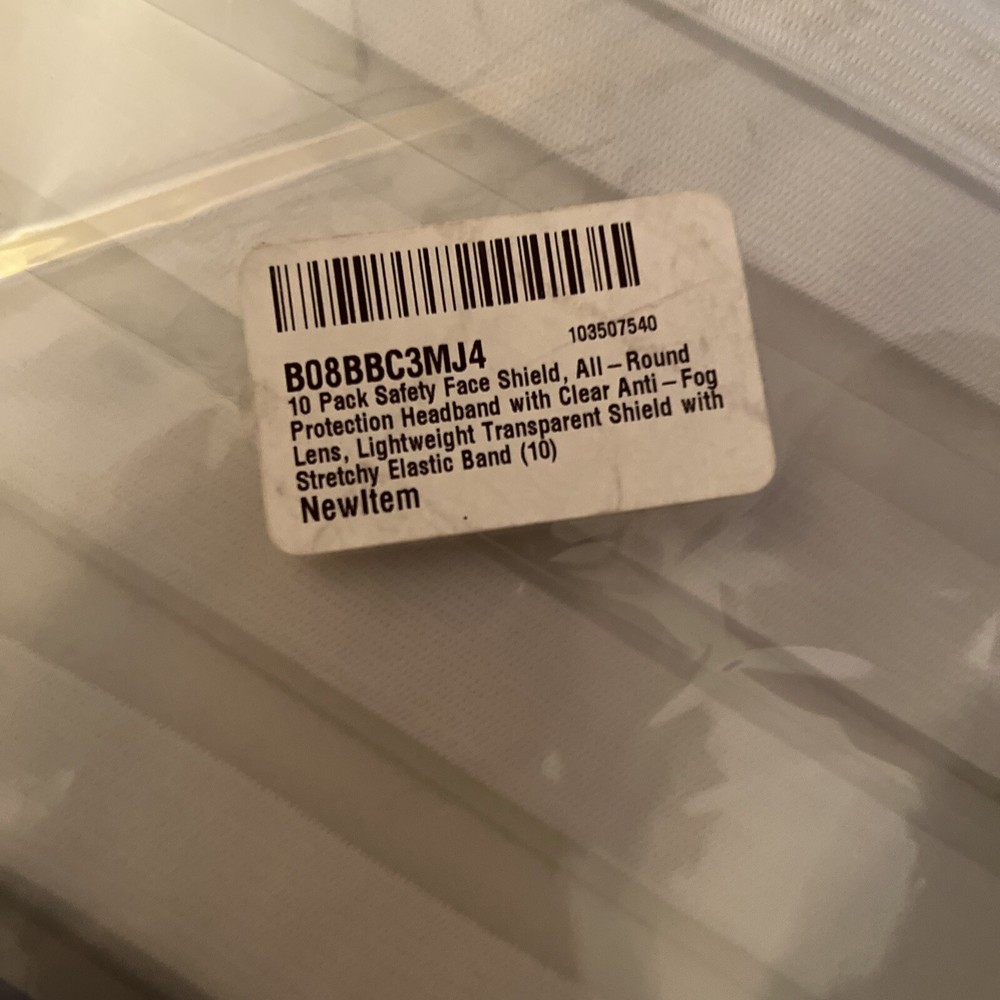 B08BBC3MJ4
103507540
10 Pack Safety Face Shield, All－Round
Protection Headband with Clear Anti－Fog
Lens, Lightweight Transparent Shield with
Stretchy Elastic Band (10)
NewItem